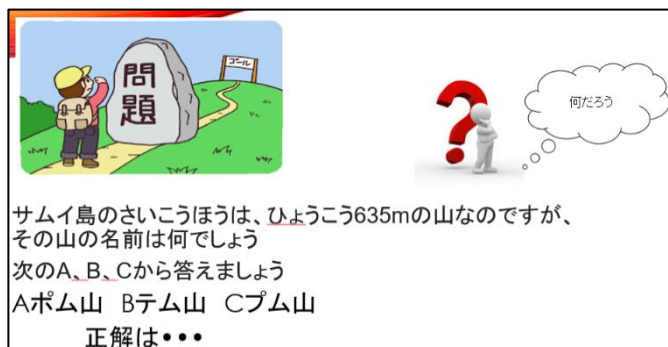 ゴール
問
題
何だろう
サムイ島のさいこうほうは、ひょうこう635mの山なのですが、
その山の名前は何でしょう
次のA、B、Cから答えましょう
Aポム山 Bテム山 Cプム山
正解は・・・